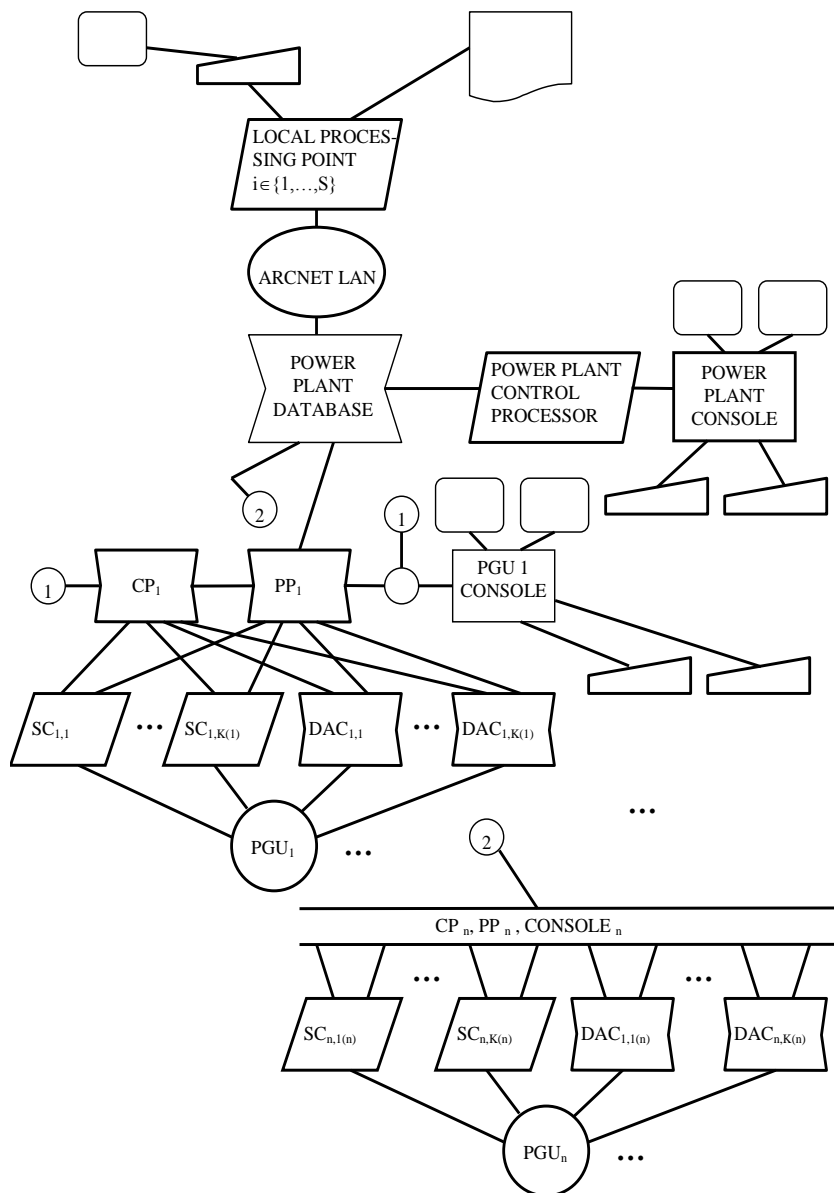 LOCAL PROCES-
SING POINT
i∈{1,…,S}
ARCNET LAN
POWER
PLANT
DATABASE
POWER PLANT
CONTROL
PROCESSOR
POWER
PLANT
CONSOLE
2
1
1
CP₁
PP₁
PGU 1
CONSOLE
SC₁,₁
...
SC₁,K(1)
DAC₁,₁
...
DAC₁,K(1)
...
PGU₁
...
2
CP n, PP n , CONSOLE n
...
...
SCn,1(n)
SCn,K(n)
DAC1,1(n)
DACn,K(n)
PGUn
...